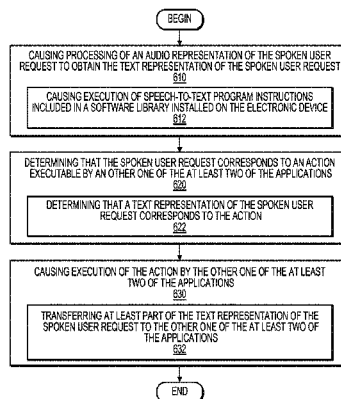 BEGIN
CAUSING PROCESSING OF AN AUDIO REPRESENTATION OF THE SPOKEN USER
REQUEST TO OBTAIN THE TEXT REPRESENTATION OF THE SPOKEN USER REQUEST
610
CAUSING EXECUTION OF SPEECH-TO-TEXT PROGRAM INSTRUCTIONS
INCLUDED IN A SOFTWARE LIBRARY INSTALLED ON THE ELECTRONIC DEVICE
612
DETERMINING THAT THE SPOKEN USER REQUEST CORRESPONDS TO AN ACTION
EXECUTABLE BY AN OTHER ONE OF THE AT LEAST TWO OF THE APPLICATIONS
620
DETERMINING THAT A TEXT REPRESENTATION OF THE SPOKEN USER
REQUEST CORRESPONDS TO THE ACTION
622
CAUSING EXECUTION OF THE ACTION BY THE OTHER ONE OF THE AT LEAST
TWO OF THE APPLICATIONS
630
TRANSFERRING AT LEAST PART OF THE TEXT REPRESENTATION OF THE
SPOKEN USER REQUEST TO THE OTHER ONE OF THE AT LEAST TWO OF
THE APPLICATIONS
632
END